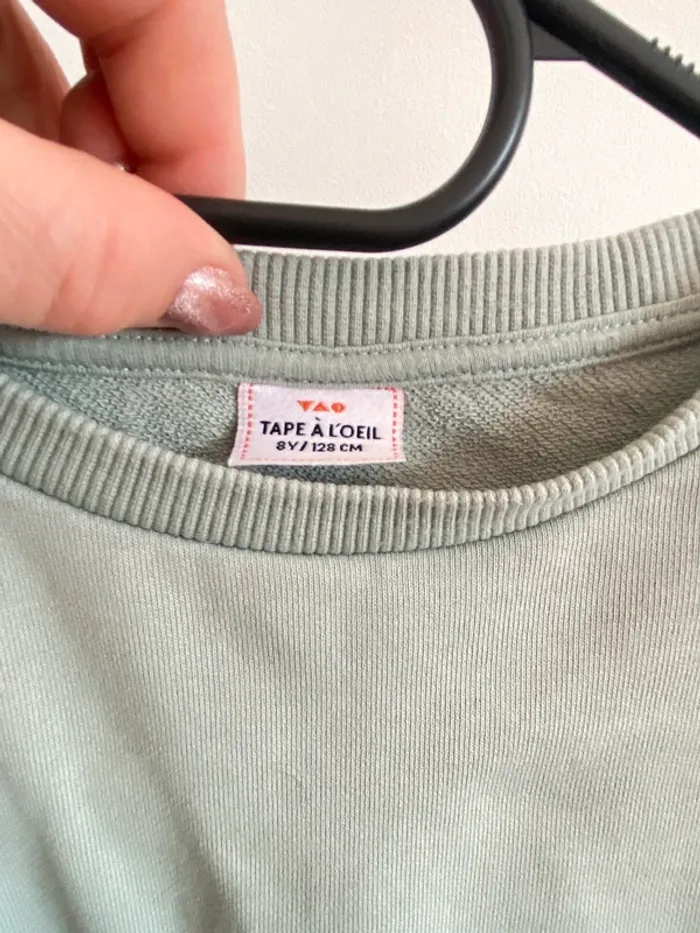 TAO
TAPE À L'OEIL
8Y/128 CM